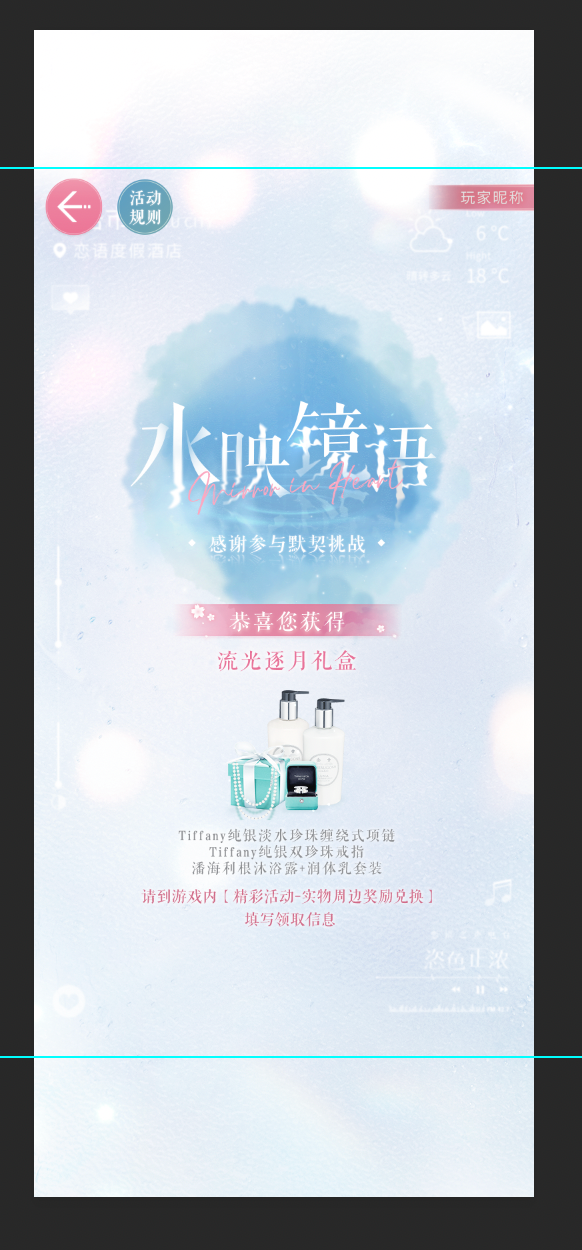 活动
规则
玩家昵称
恋语度假酒店
6℃
18℃
水映镜语
Mirror in Heart
感谢参与默契挑战
恭喜您获得
流光逐月礼盒
Tiffany纯银淡水珍珠缠绕式项链
Tiffany纯银双珍珠戒指
潘海利根沐浴露+润体乳套装
请到游戏内[精彩活动-实物周边奖励兑换]
填写领取信息
恣色正浓